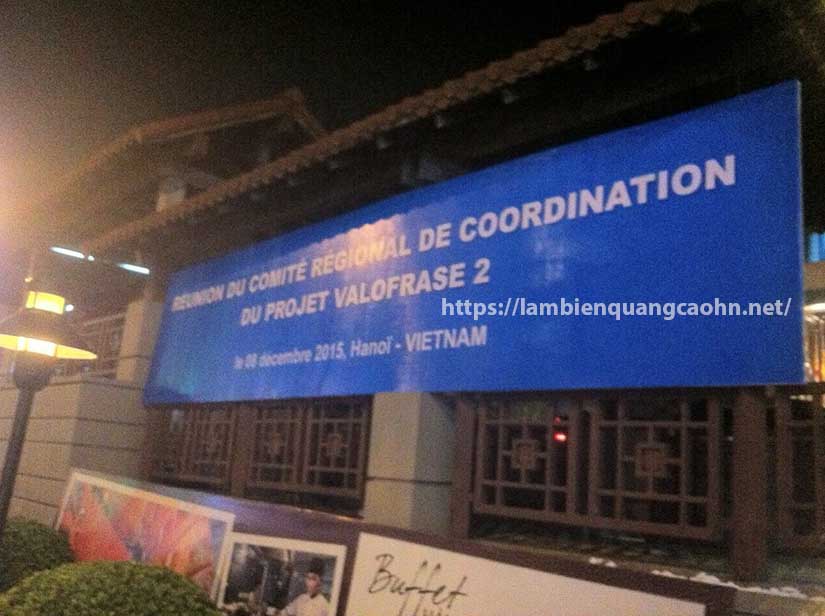 REUNION DU COMITÉ RÉGIONAL DE COORDINATION
DU PROJET VALOFRASE 2
https://lambienquangcaohn.net/
le 08 décembre 2015, Hanoï - VIETNAM
Buffet